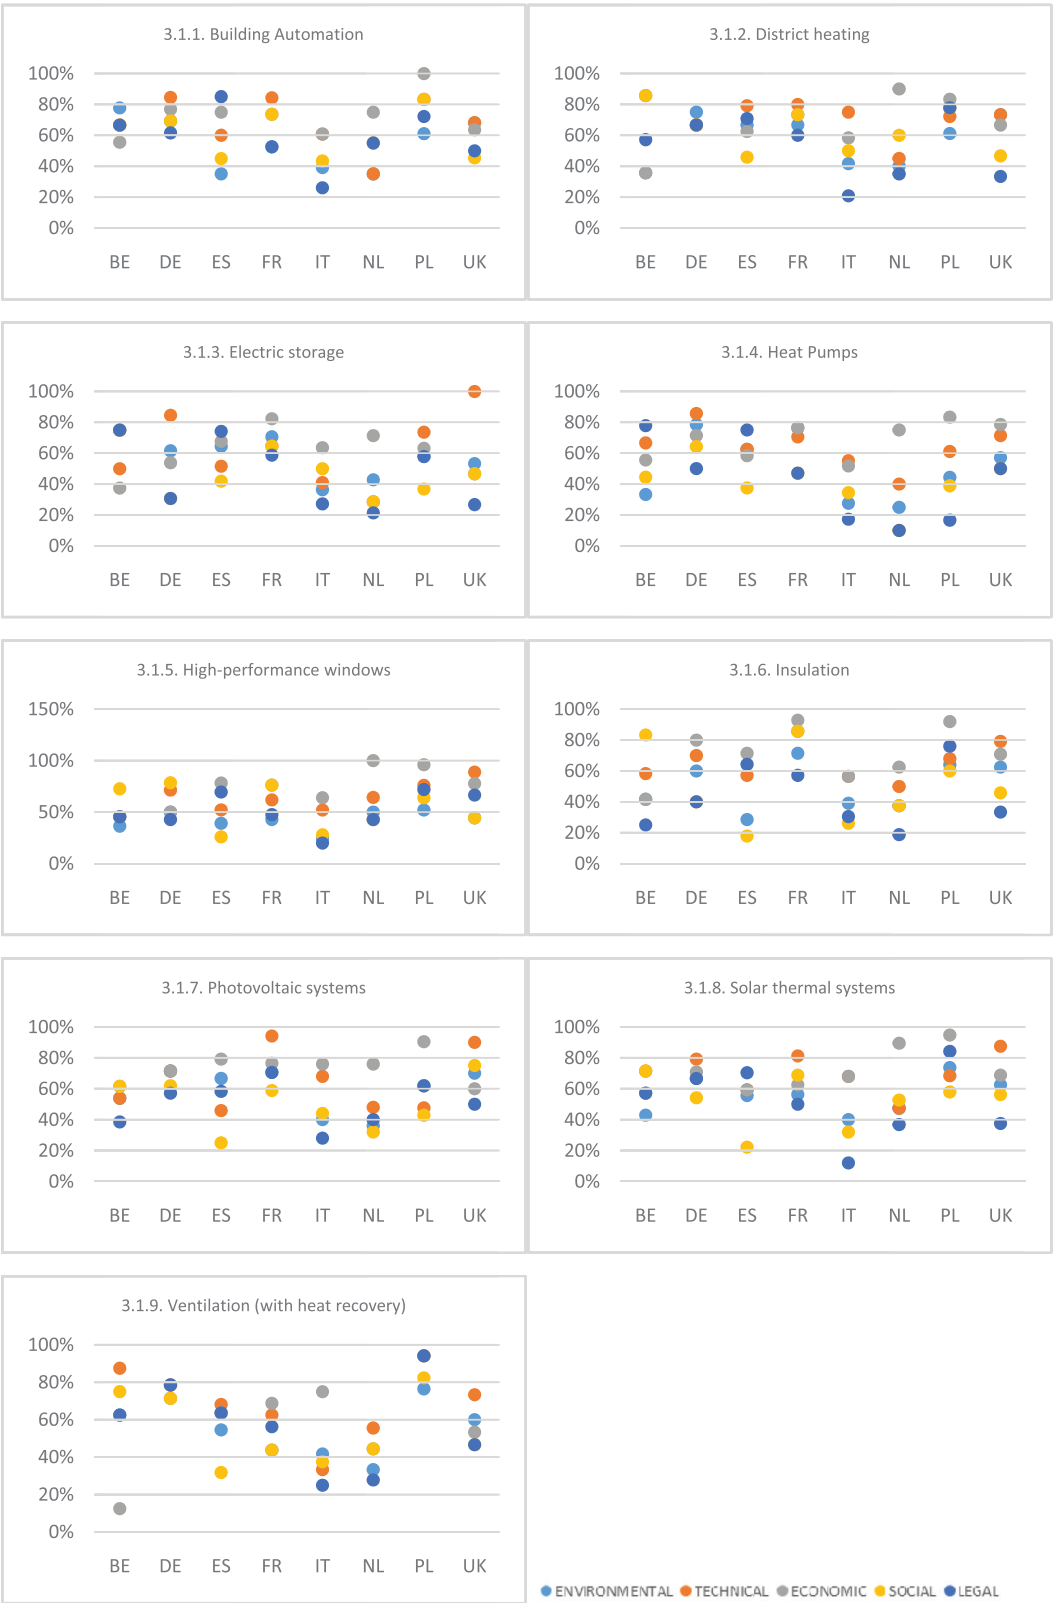 3.1.1. Building Automation
100%
80%
60%
40%
20%
0%
BE DE ES FR IT NL PL UK
3.1.2. District heating
100%
80%
60%
40%
20%
0%
BE DE ES FR IT NL PL UK
3.1.3. Electric storage
100%
80%
60%
40%
20%
0%
BE DE ES FR IT NL PL UK
3.1.4. Heat Pumps
100%
80%
60%
40%
20%
0%
BE DE ES FR IT NL PL UK
3.1.5. High-performance windows
150%
100%
50%
0%
BE DE ES FR IT NL PL UK
3.1.6. Insulation
100%
80%
60%
40%
20%
0%
BE DE ES FR IT NL PL UK
3.1.7. Photovoltaic systems
100%
80%
60%
40%
20%
0%
BE DE ES FR IT NL PL UK
3.1.8. Solar thermal systems
100%
80%
60%
40%
20%
0%
BE DE ES FR IT NL PL UK
3.1.9. Ventilation (with heat recovery)
100%
80%
60%
40%
20%
0%
BE DE ES FR IT NL PL UK
ENVIRONMENTAL TECHNICAL ECONOMIC SOCIAL LEGAL